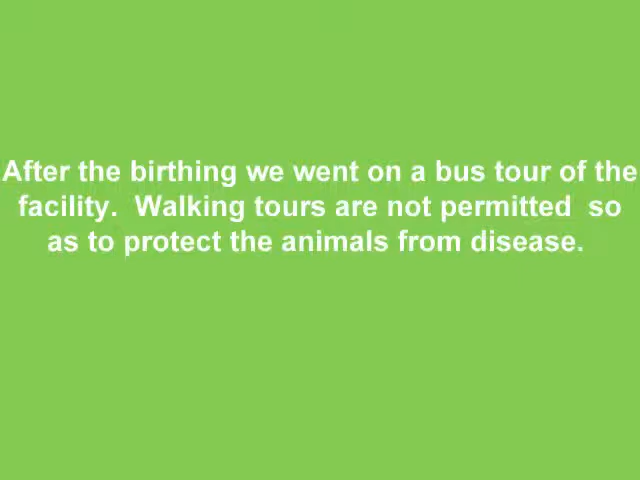 After the birthing we went on a bus tour of the
facility.  Walking tours are not permitted  so
as to protect the animals from disease.